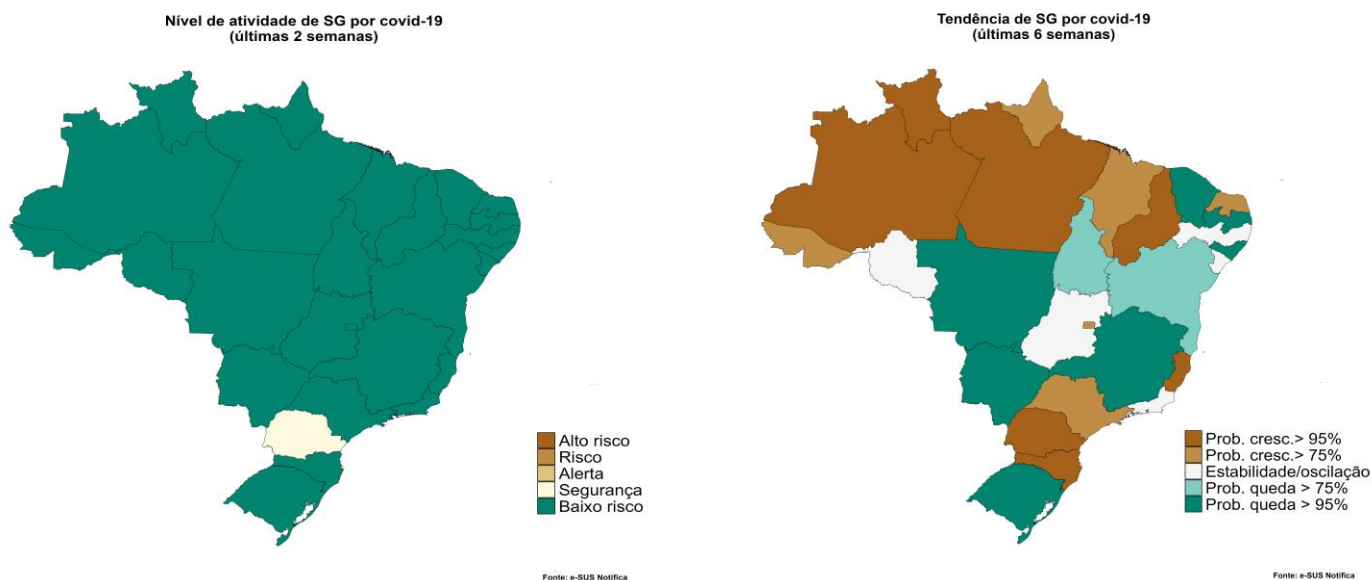 Nível de atividade de SG por covid-19
(últimas 2 semanas)
Alto risco
Risco
Alerta
Segurança
Baixo risco
Fonte: e-SUS Notifica
Tendência de SG por covid-19
(últimas 6 semanas)
Prob. cresc.> 95%
Prob. cresc.> 75%
Estabilidade/oscilação
Prob. queda > 75%
Prob. queda > 95%
Fonte: e-SUS Notifica